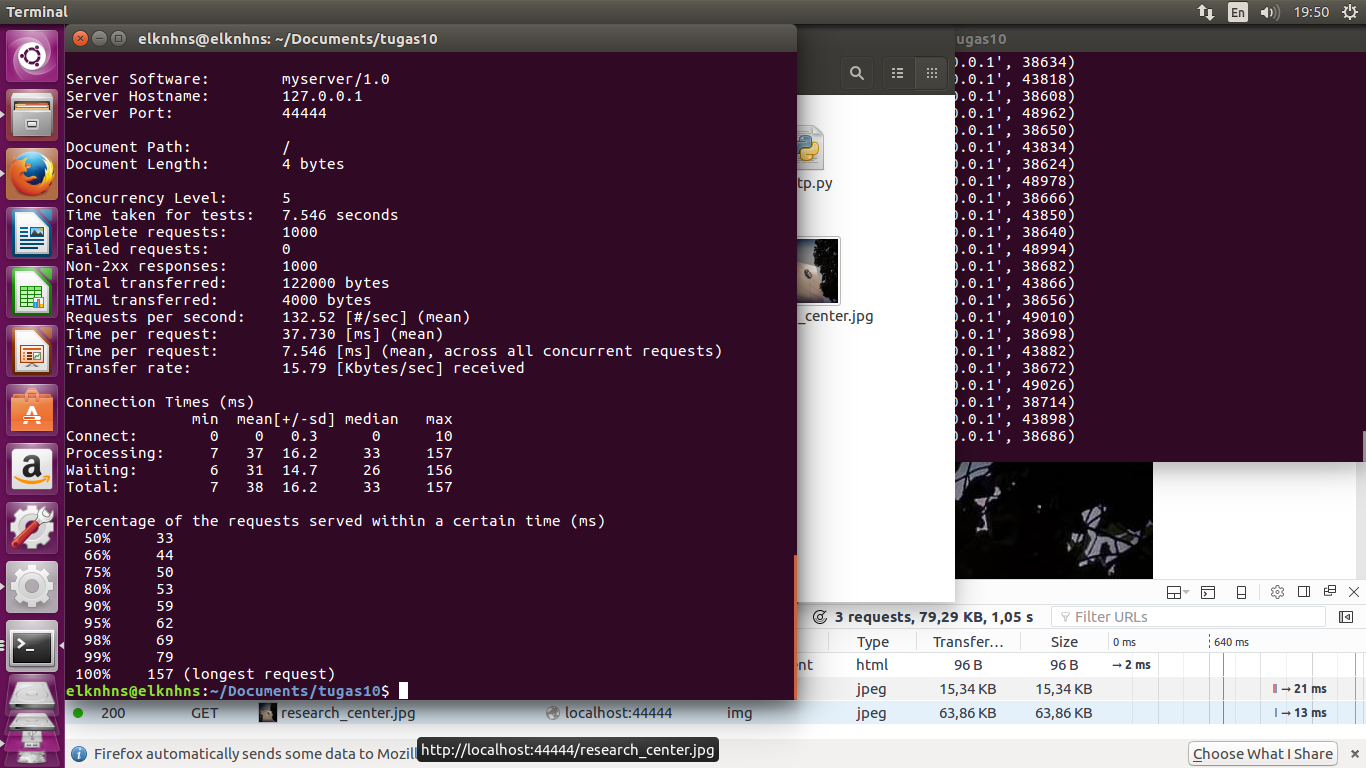 Terminal
En
19:50
elknhns@elknhns: ~/Documents/tugas10
Server Software:        myserver/1.0
Server Hostname:        127.0.0.1
Server Port:            44444
Document Path:          /
Document Length:        4 bytes
Concurrency Level:      5
Time taken for tests:   7.546 seconds
Complete requests:      1000
Failed requests:        0
Non-2xx responses:      1000
Total transferred:      122000 bytes
HTML transferred:       4000 bytes
Requests per second:    132.52 [#/sec] (mean)
Time per request:       37.730 [ms] (mean)
Time per request:       7.546 [ms] (mean, across all concurrent requests)
Transfer rate:          15.79 [Kbytes/sec] received
Connection Times (ms)
              min  mean[+/-sd] median   max
Connect:        0    0   0.3      0      10
Processing:     7   37  16.2     33     157
Waiting:        6   31  14.7     26     156
Total:          7   38  16.2     33     157
Percentage of the requests served within a certain time (ms)
  50%     33
  66%     44
  75%     50
  80%     53
  90%     59
  95%     62
  98%     69
  99%     79
 100%    157 (longest request)
elknhns@elknhns:~/Documents/tugas10$
tp.py
_center.jpg
ugas10
0.0.1', 38634)
0.0.1', 43818)
0.0.1', 38608)
0.0.1', 48962)
0.0.1', 38650)
0.0.1', 43834)
0.0.1', 38624)
0.0.1', 48978)
0.0.1', 38666)
0.0.1', 43850)
0.0.1', 38640)
0.0.1', 48994)
0.0.1', 38682)
0.0.1', 43866)
0.0.1', 38656)
0.0.1', 49010)
0.0.1', 38698)
0.0.1', 43882)
0.0.1', 38672)
0.0.1', 49026)
0.0.1', 38714)
0.0.1', 43898)
0.0.1', 38686)
3 requests, 79,29 KB, 1,05 s
Filter URLs
Type Transfer… Size 0 ms 640 ms
nt html 96 B 96 B → 2 ms
jpeg 15,34 KB 15,34 KB → 21 ms
200 GET research_center.jpg localhost:44444 img jpeg 63,86 KB 63,86 KB → 13 ms
Firefox automatically sends some data to Mozill
http://localhost:44444/research_center.jpg
Choose What I Share